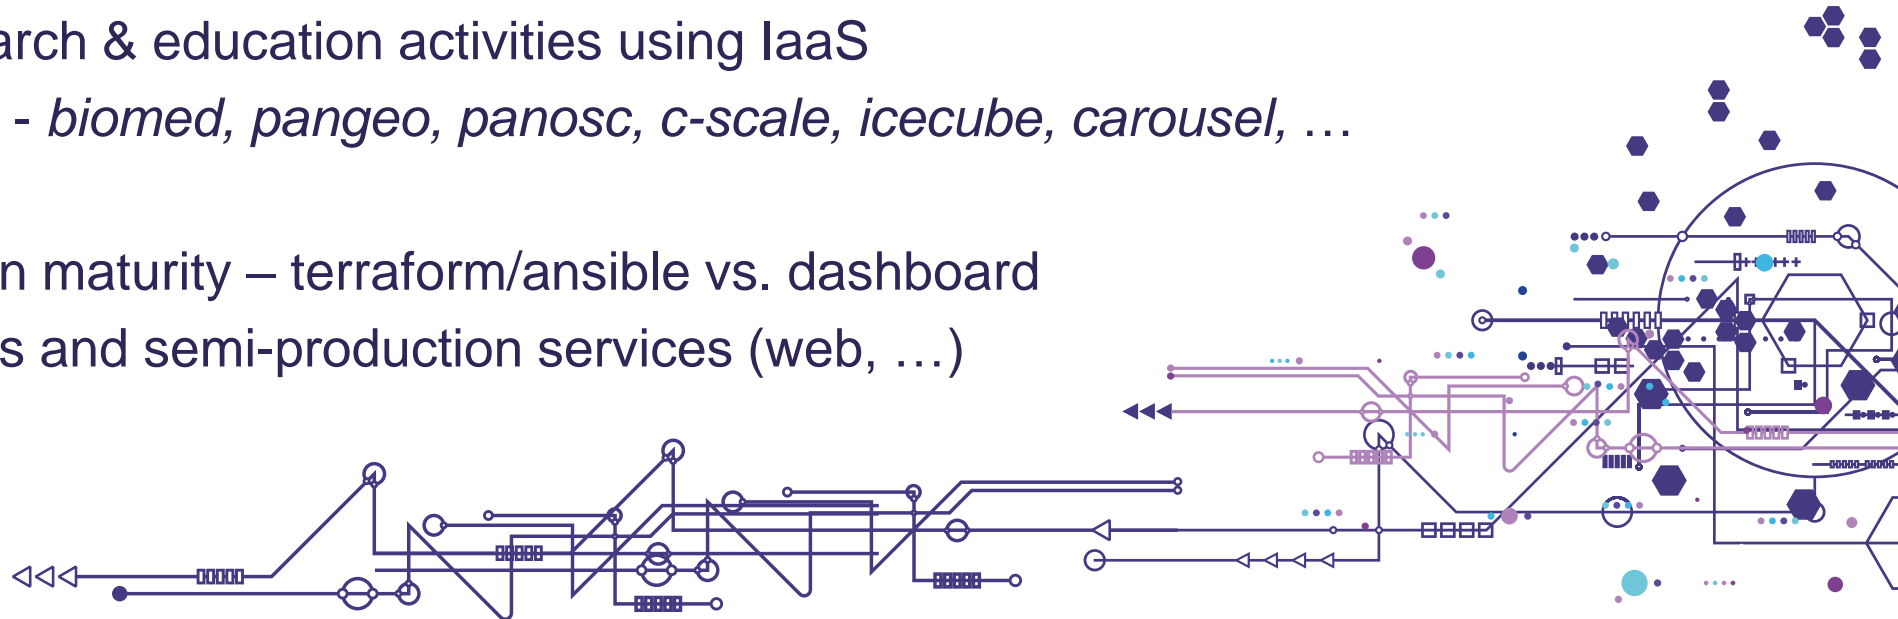 arch & education activities using IaaS
- biomed, pangeo, panosc, c-scale, icecube, carousel, …
n maturity – terraform/ansible vs. dashboard
s and semi-production services (web, …)